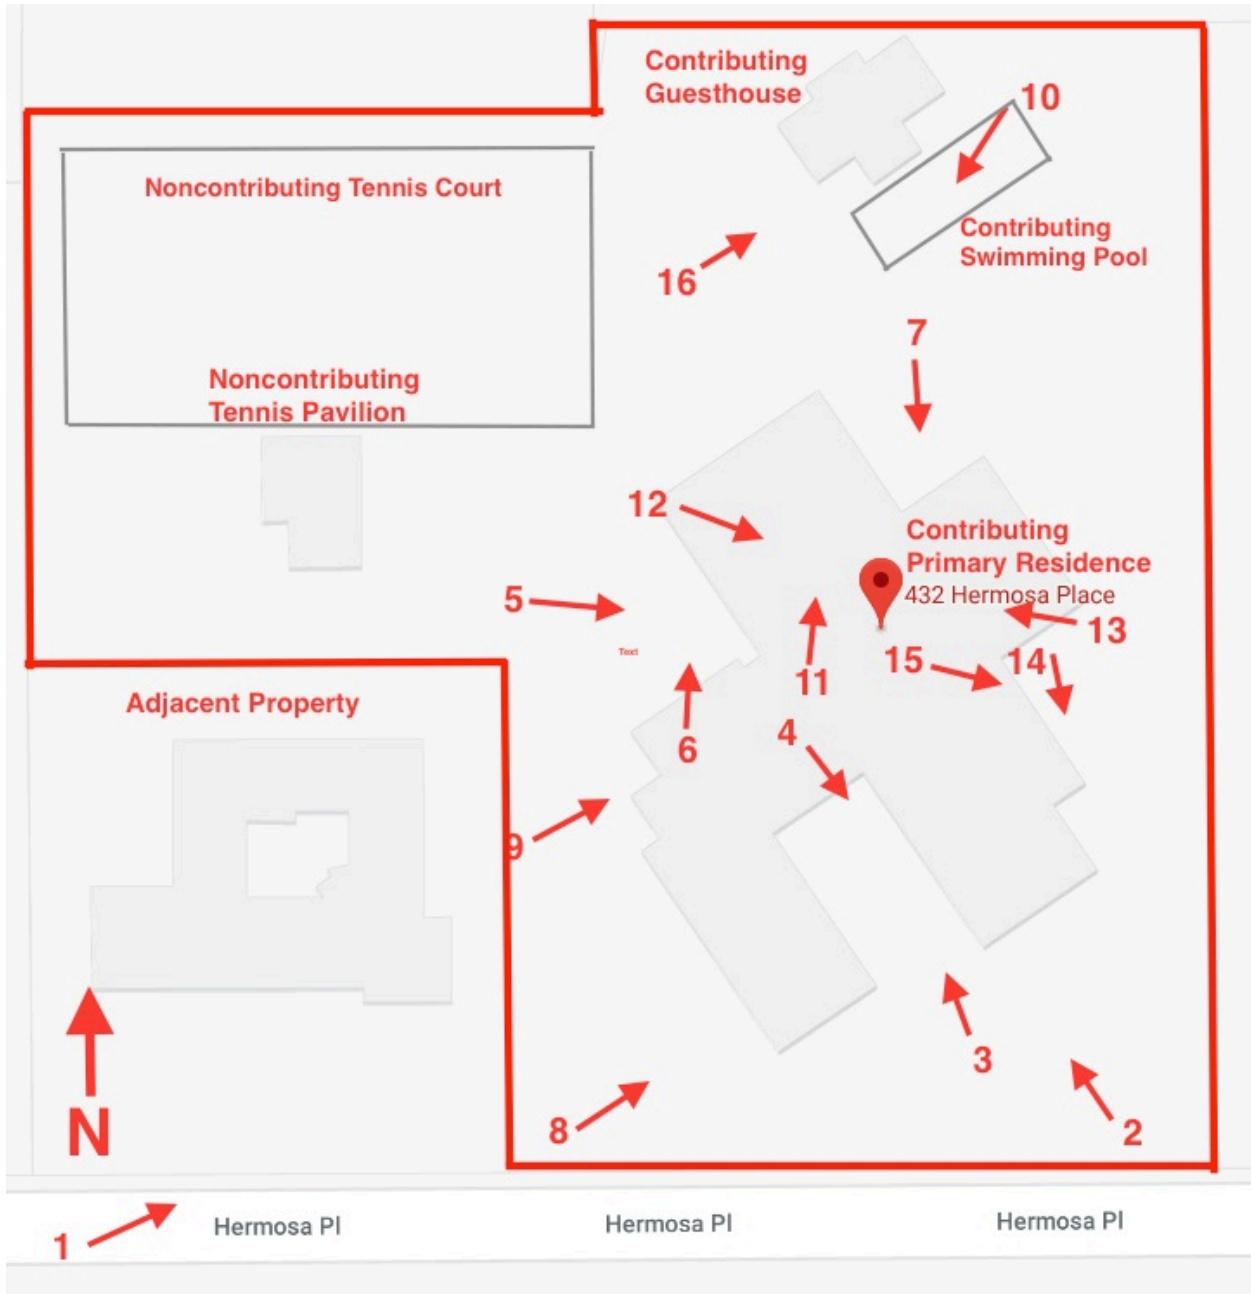 Contributing
Guesthouse
10
Noncontributing Tennis Court
Contributing
Swimming Pool
16
7
Noncontributing
Tennis Pavilion
12
Contributing
Primary Residence
432 Hermosa Place
5
13
Text
15
14
11
Adjacent Property
4
6
9
3
N
8
2
Hermosa Pl
Hermosa Pl
Hermosa Pl
1